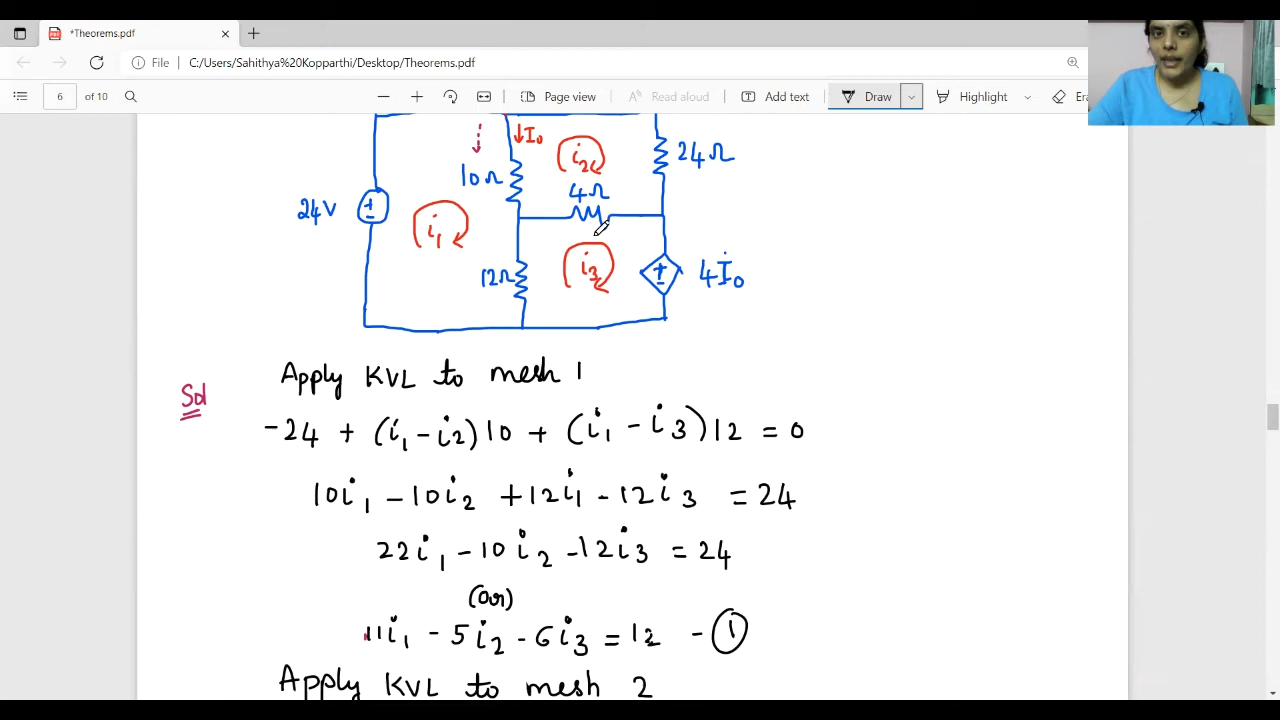 *Theorems.pdf
File C:/Users/Sahithya%20Kopparthi/Desktop/Theorems.pdf
6 of 10 Page view Read aloud Add text Draw Highlight
I₀
i₂
24Ω
10Ω
4Ω
24V
i₁
i₃
12Ω
4I₀
Apply KVL to mesh 1
Sol
-24 + (i₁ - i₂)10 + (i₁ - i₃)12 = 0
10i₁ - 10i₂ + 12i₁ - 12i₃ = 24
22i₁ - 10i₂ - 12i₃ = 24
(or)
11i₁ - 5i₂ - 6i₃ = 12 - ①
Apply KVL to mesh 2